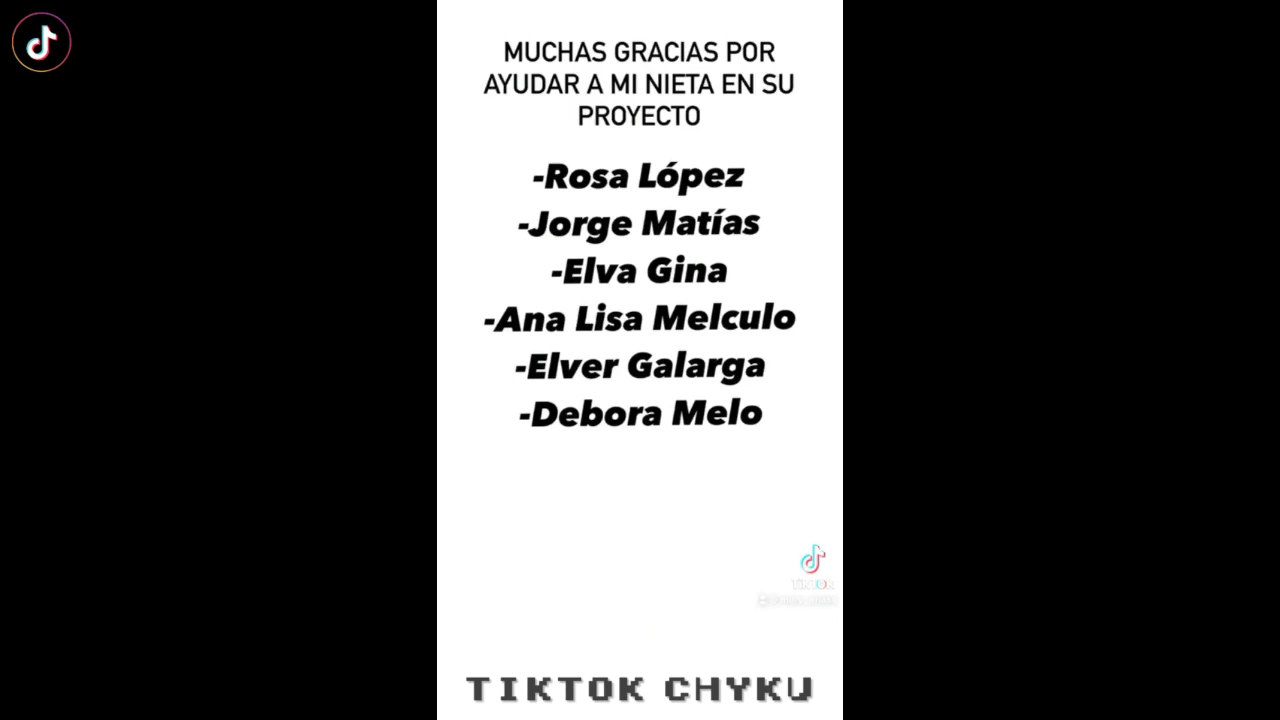 MUCHAS GRACIAS POR
AYUDAR A MI NIETA EN SU
PROYECTO
-Rosa López
-Jorge Matías
-Elva Gina
-Ana Lisa Melculo
-Elver Galarga
-Debora Melo
TIKTOK
TIKTOK CHYKU